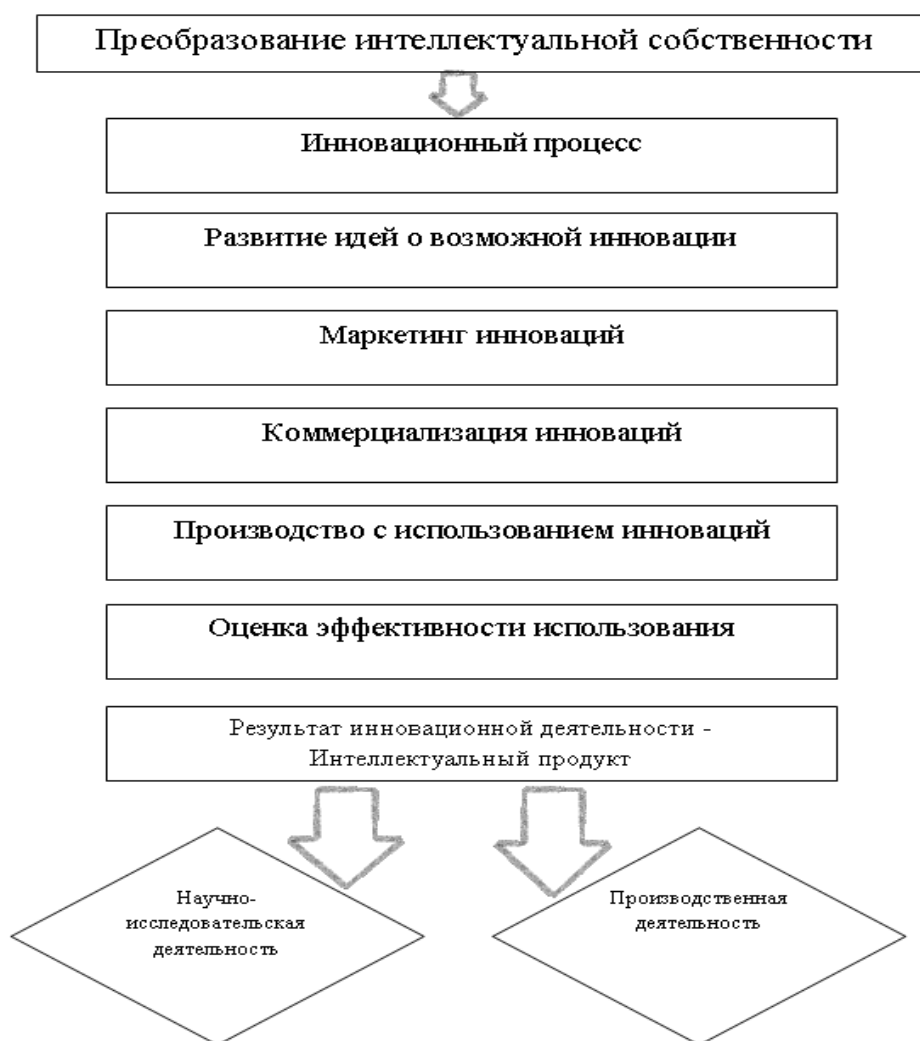 Преобразование интеллектуальной собственности
Инновационный процесс
Развитие идей о возможной инновации
Маркетинг инноваций
Коммерциализация инноваций
Производство с использованием инноваций
Оценка эффективности использования
Результат инновационной деятельности -
Интеллектуальный продукт
Научно-
исследовательская
деятельность
Производственная
деятельность